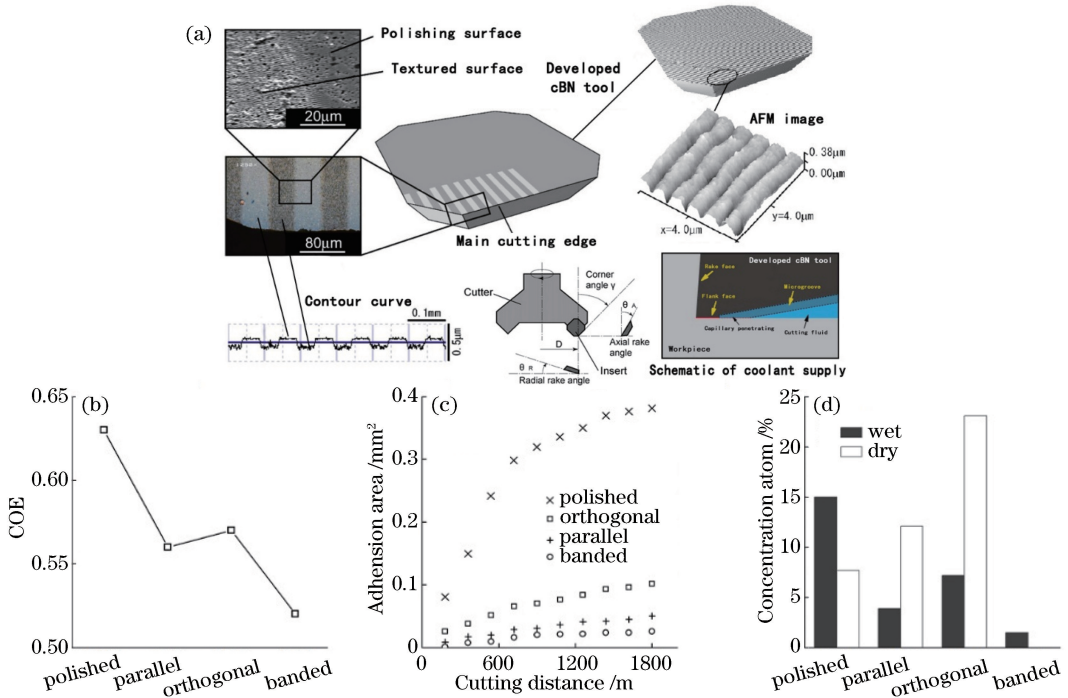 (a)
Polishing surface
Textured surface
20μm
Developed
cBN tool
AFM image
0.38μm
0.00μm
x=4.0μm
y=4.0μm
80μm
Main cutting edge
Contour curve
0.1mm
0.5μm
Cutter
Corner
angle γ
θ A
D
Axial rake
angle
θ R
Insert
Radial rake angle
Developed cBN tool
Rake face
Microgroove
Flank face
Capillary penetrating
Cutting fluid
Workpiece
Schematic of coolant supply
(b)
0.65
0.60
0.55
0.50
COE
polished
parallel
orthogonal
banded
(c)
0.4
0.3
0.2
0.1
0
Adhension area /mm²
polished
orthogonal
parallel
banded
0
600
1200
1800
Cutting distance /m
(d)
25
20
15
10
5
0
Concentration atom /%
wet
dry
polished
parallel
orthogonal
banded